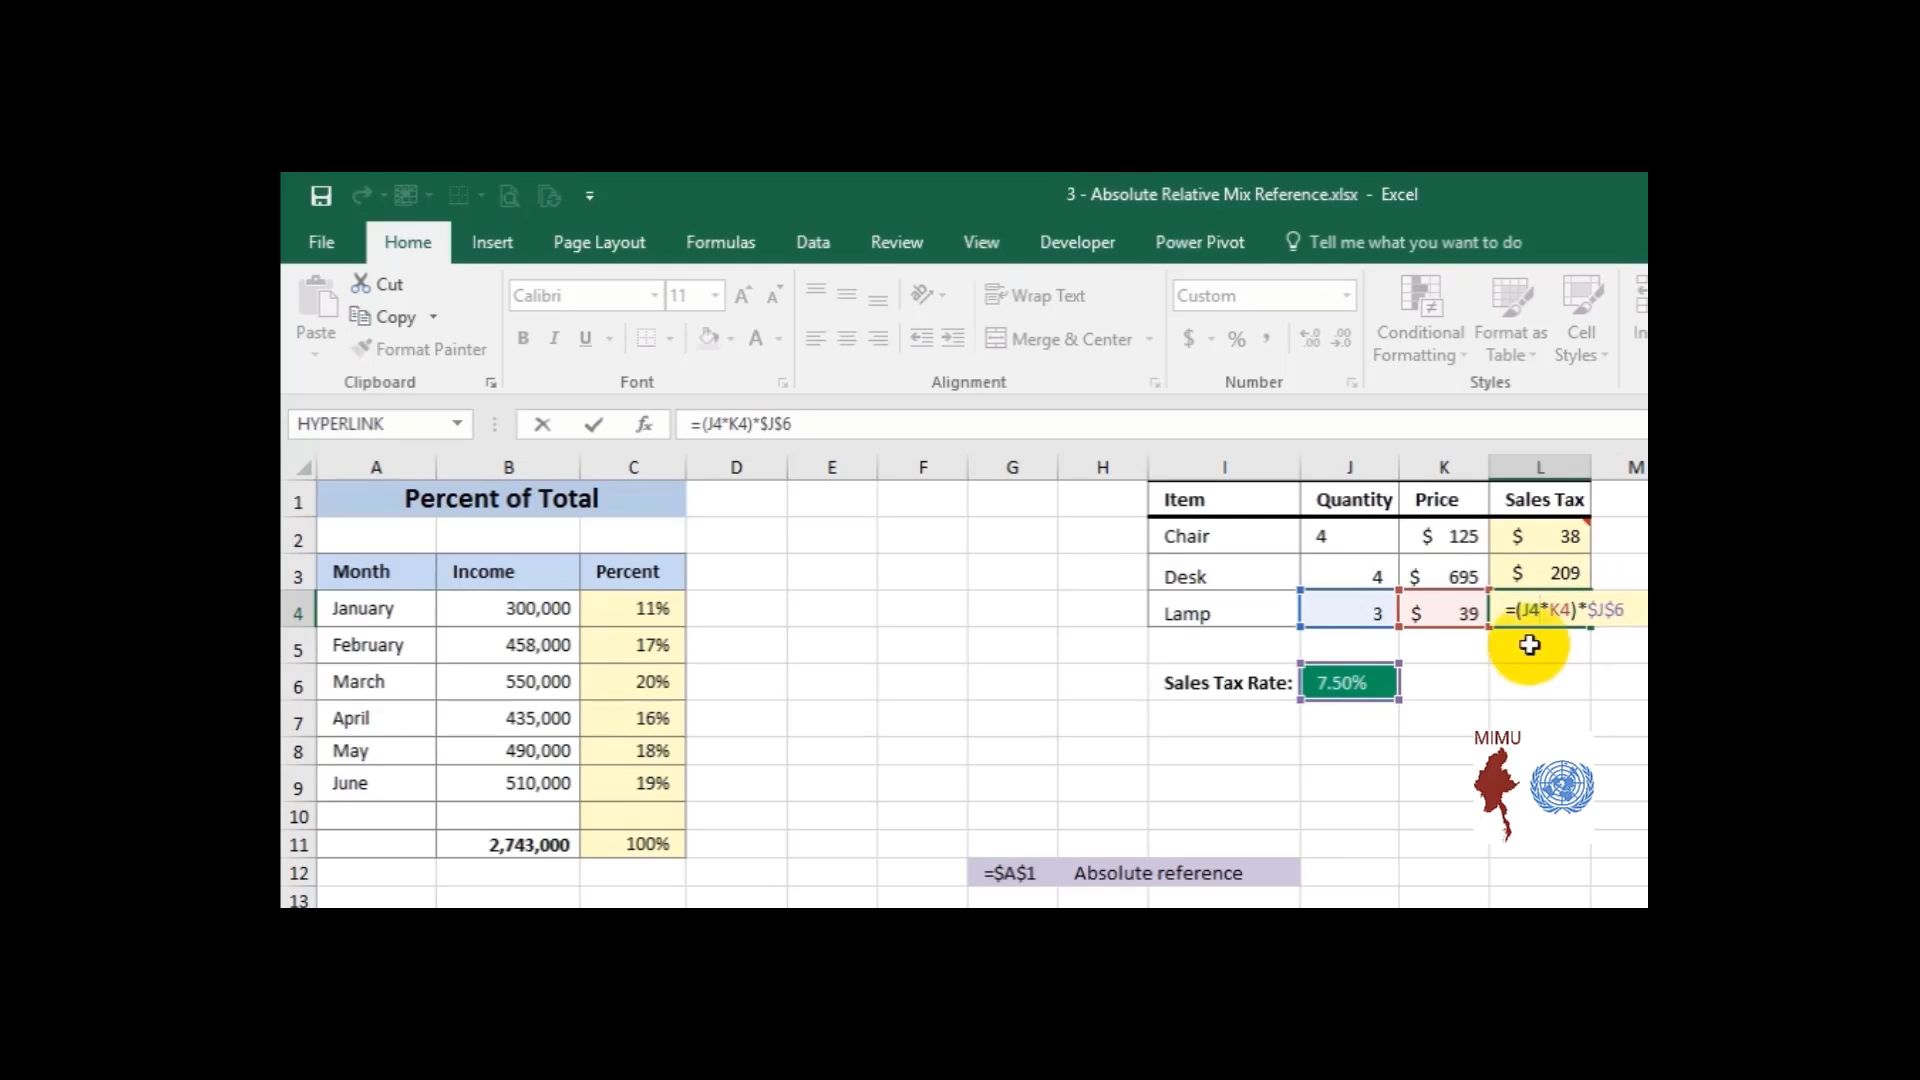 3 - Absolute Relative Mix Reference.xlsx - Excel
File Home Insert Page Layout Formulas Data Review View Developer Power Pivot Tell me what you want to do
Paste
Cut
Copy
Format Painter
Clipboard
Calibri 11
B I U
Font
Wrap Text
Merge & Center
Alignment
Custom
$ % ,
Number
Conditional Formatting
Format as Table
Cell Styles
Styles
HYPERLINK fx =(J4*K4)*$J$6
A B C D E F G H I J K L M
1 Percent of Total Item Quantity Price Sales Tax
2 Chair 4 $ 125 $ 38
3 Month Income Percent Desk 4 $ 695 $ 209
4 January 300,000 11% Lamp 3 $ 39 =(J4*K4)*$J$6
5 February 458,000 17%
6 March 550,000 20% Sales Tax Rate: 7.50%
7 April 435,000 16%
8 May 490,000 18%
9 June 510,000 19%
MIMU
10
11 2,743,000 100%
12 =$A$1 Absolute reference
13